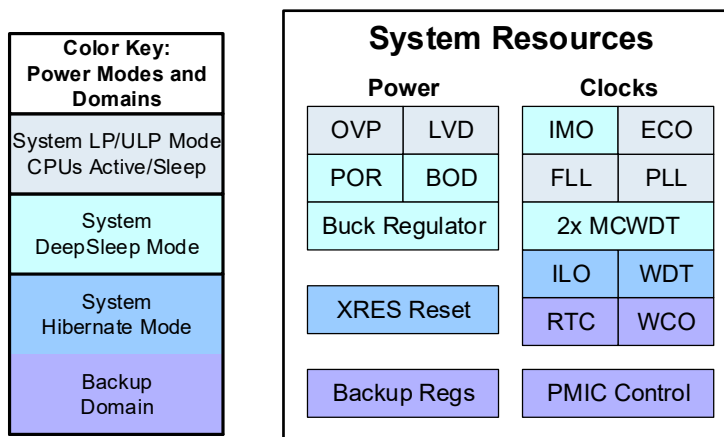 Color Key:
Power Modes and
Domains
System LP/ULP Mode
CPUs Active/Sleep
System
DeepSleep Mode
System
Hibernate Mode
Backup
Domain
System Resources
Power
OVP LVD
POR BOD
Buck Regulator
XRES Reset
Backup Regs
Clocks
IMO ECO
FLL PLL
2x MCWDT
ILO WDT
RTC WCO
PMIC Control